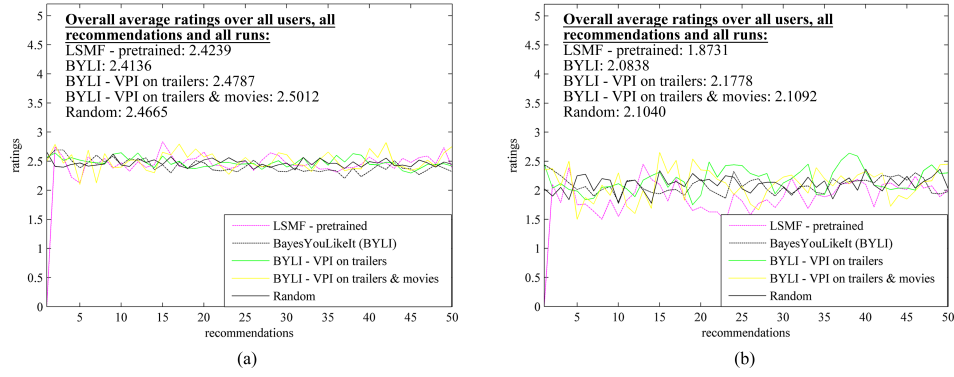 Overall average ratings over all users, all
recommendations and all runs:
LSMF - pretrained: 2.4239
BYLI: 2.4136
BYLI - VPI on trailers: 2.4787
BYLI - VPI on trailers & movies: 2.5012
Random: 2.4665
5
4.5
4
3.5
3
2.5
2
1.5
1
0.5
0
ratings
LSMF - pretrained
BayesYouLikeIt (BYLI)
BYLI - VPI on trailers
BYLI - VPI on trailers & movies
Random
5 10 15 20 25 30 35 40 45 50
recommendations
(a)
Overall average ratings over all users, all
recommendations and all runs:
LSMF - pretrained: 1.8731
BYLI: 2.0838
BYLI - VPI on trailers: 2.1778
BYLI - VPI on trailers & movies: 2.1092
Random: 2.1040
5
4.5
4
3.5
3
2.5
2
1.5
1
0.5
0
ratings
LSMF - pretrained
BayesYouLikeIt (BYLI)
BYLI - VPI on trailers
BYLI - VPI on trailers & movies
Random
5 10 15 20 25 30 35 40 45 50
recommendations
(b)